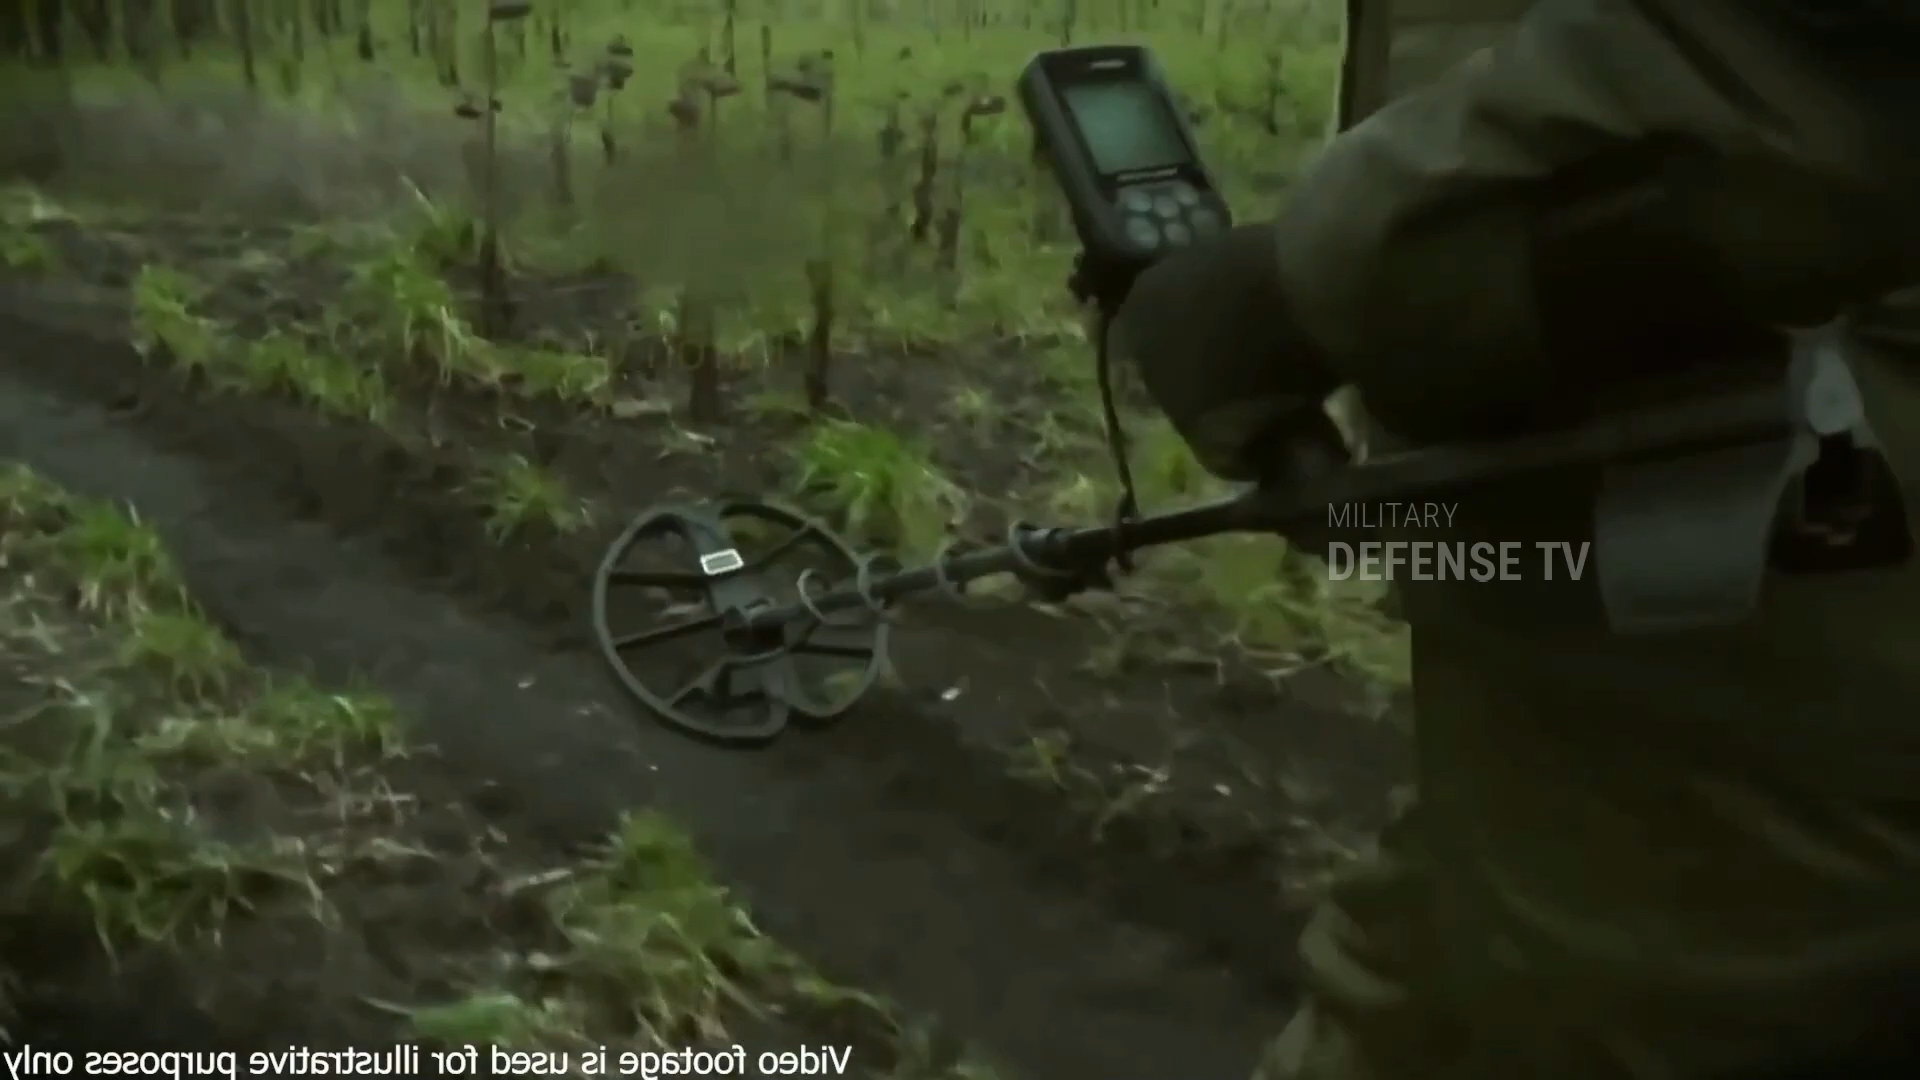 MILITARY
DEFENSE TV
Video footage is used for illustrative purposes only